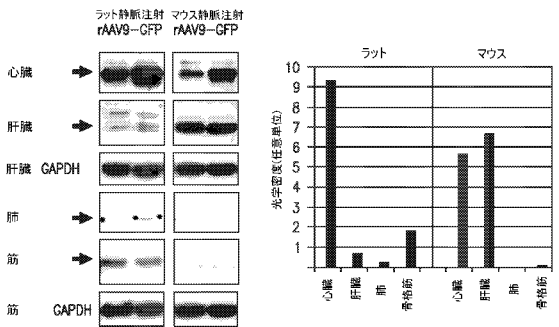 ラット静脈注射 マウス静脈注射
rAAV9-GFP rAAV9-GFP
心臓
肝臓
肝臓 GAPDH
肺
筋
筋 GAPDH
ラット マウス
光学密度(任意単位)
10
9
8
7
6
5
4
3
2
1
心臓 肝臓 肺 骨格筋 心臓 肝臓 肺 骨格筋